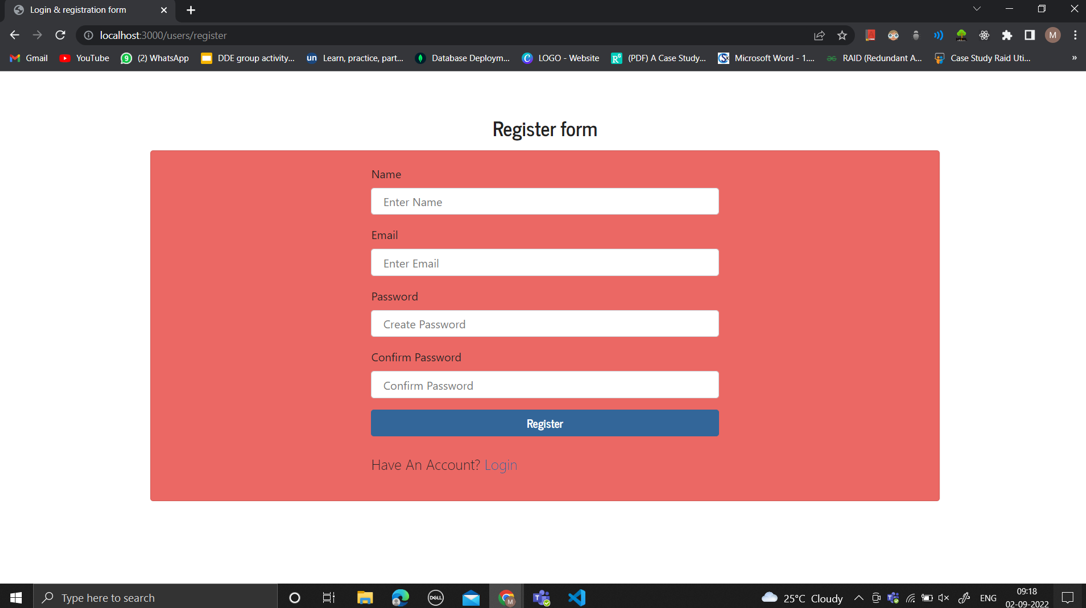 Login & registration form
localhost:3000/users/register
Gmail
YouTube
(2) WhatsApp
DDE group activity...
un Learn, practice, part...
Database Deploym...
LOGO - Website
(PDF) A Case Study...
Microsoft Word - 1....
RAID (Redundant A...
Case Study Raid Uti...
»
M
Register form
Name
Enter Name
Email
Enter Email
Password
Create Password
Confirm Password
Confirm Password
Register
Have An Account? Login
Type here to search
DELL
25°C Cloudy
ENG
09:18
02-09-2022